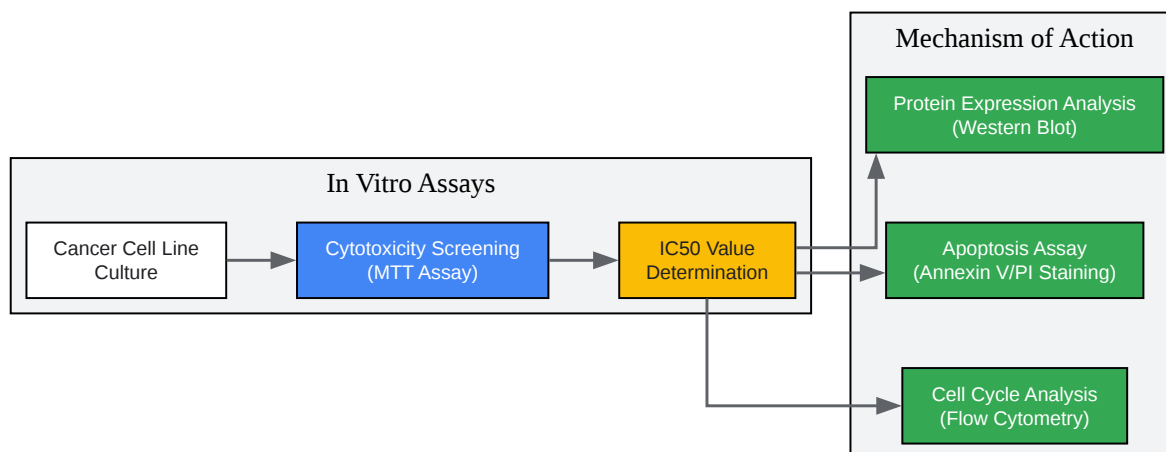 In Vitro Assays
Cancer Cell Line
Culture
Cytotoxicity Screening
(MTT Assay)
IC50 Value
Determination
Mechanism of Action
Protein Expression Analysis
(Western Blot)
Apoptosis Assay
(Annexin V/PI Staining)
Cell Cycle Analysis
(Flow Cytometry)